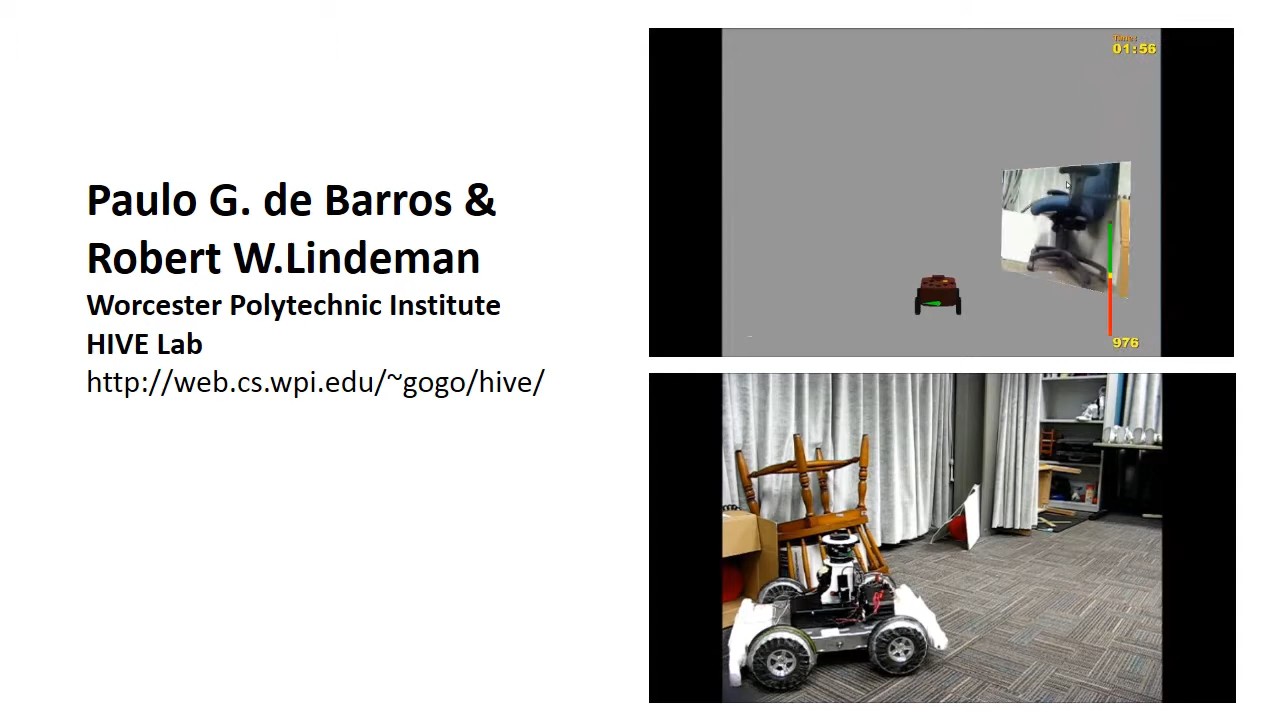 Paulo G. de Barros &
Robert W.Lindeman
Worcester Polytechnic Institute
HIVE Lab
http://web.cs.wpi.edu/~gogo/hive/
Time:
01:56
976